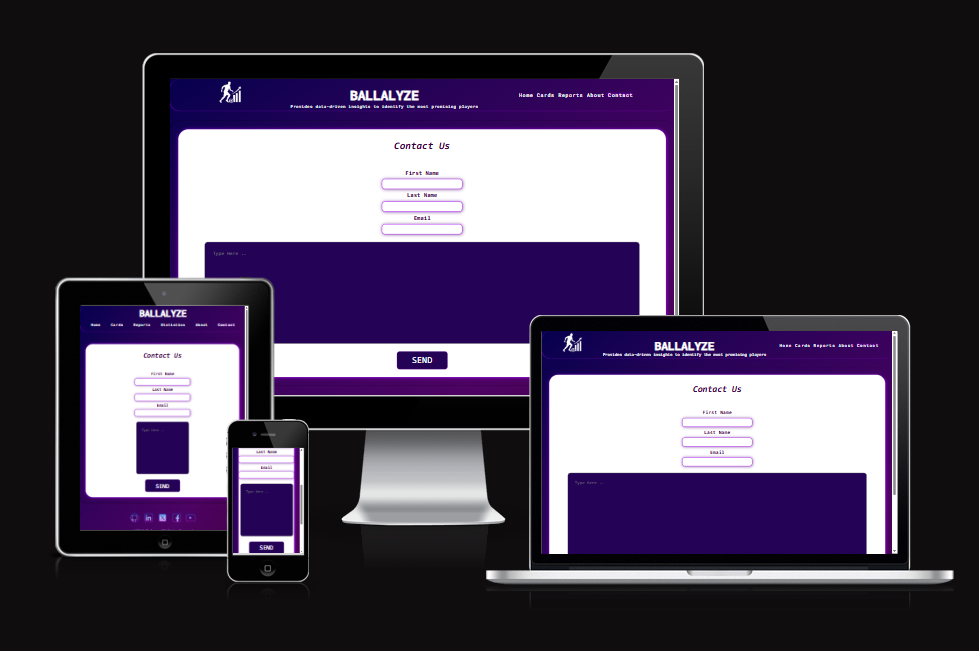 BALLALYZE
Provides data-driven insights to identify the most promising players
Home Cards Reports About Contact
Contact Us
First Name
Last Name
Email
Type Here ..
SEND
BALLALYZE
Home Cards Reports Statistics About Contact
Contact Us
First Name
Last Name
Email
Type Here ..
SEND
Last Name
Email
Type Here ..
SEND
BALLALYZE
Provides data-driven insights to identify the most promising players
Home Cards Reports About Contact
Contact Us
First Name
Last Name
Email
Type Here ..